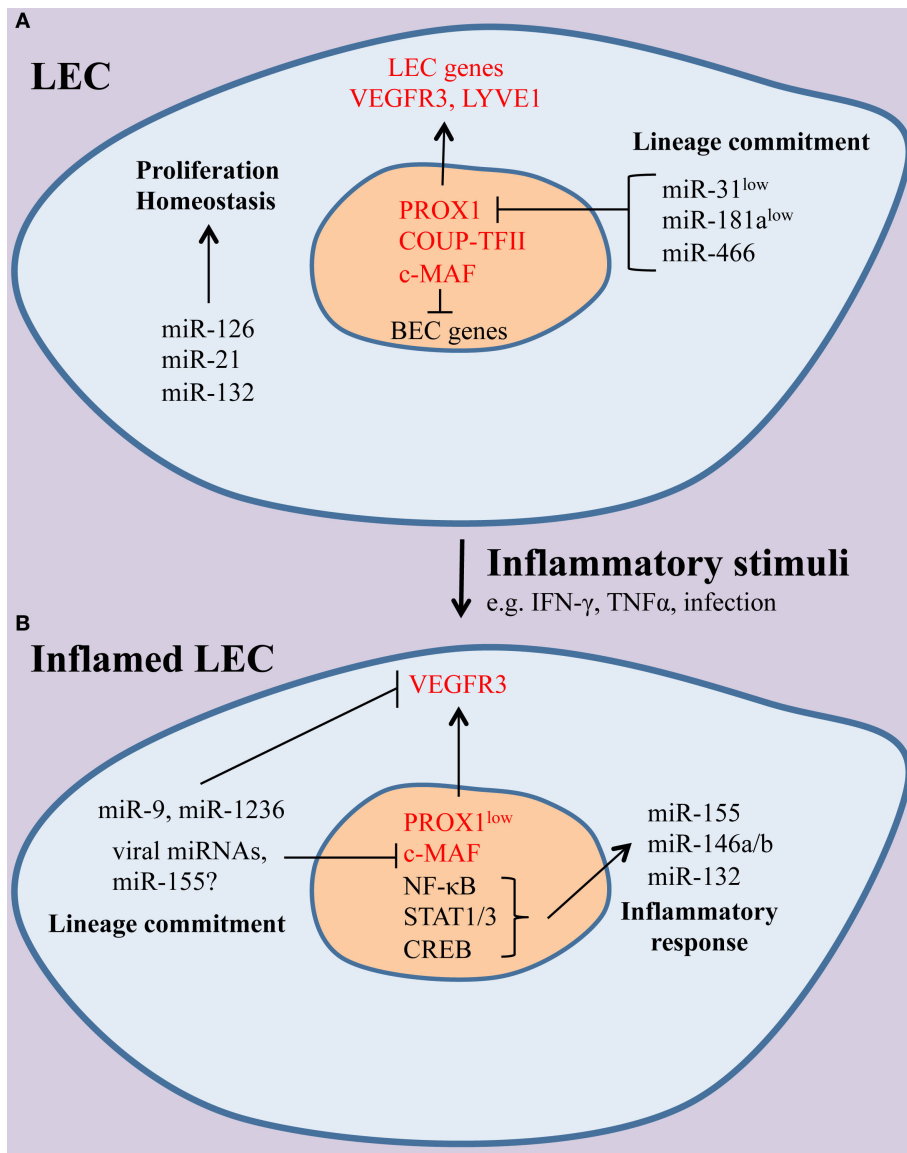 A
LEC
LEC genes
VEGFR3, LYVE1
Proliferation
Homeostasis
Lineage commitment
miR-31low
miR-181alow
miR-466
PROX1
COUP-TFII
c-MAF
BEC genes
miR-126
miR-21
miR-132
Inflammatory stimuli
e.g. IFN-γ, TNFα, infection
B
Inflamed LEC
VEGFR3
miR-9, miR-1236
viral miRNAs,
miR-155?
Lineage commitment
PROX1low
c-MAF
NF-κB
STAT1/3
CREB
miR-155
miR-146a/b
miR-132
Inflammatory
response